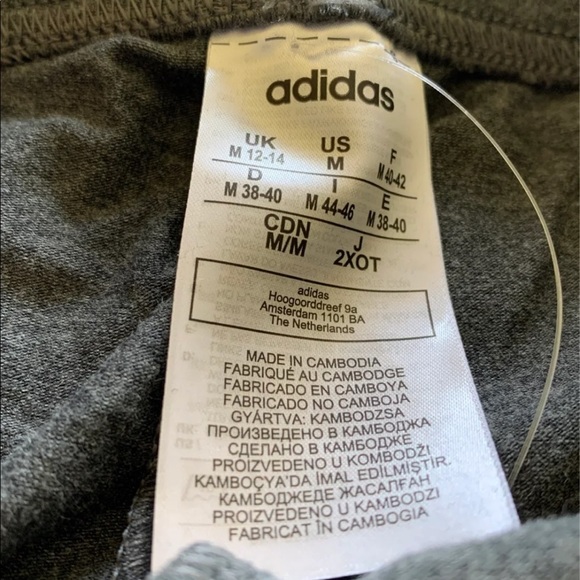 adidas
UK US F
M 12-14 M M 40-42
D I E
M 38-40 M 44-46 M 38-40
CDN J
M/M 2XOT
adidas
Hoogoorddreef 9a
Amsterdam 1101 BA
The Netherlands
MADE IN CAMBODIA
FABRIQUÉ AU CAMBODGE
FABRICADO EN CAMBOYA
FABRICADO NO CAMBOJA
GYÁRTVA: KAMBODZSA
ПРОИЗВЕДЕНО В КАМБОДЖА
СДЕЛАНО В КАМБОДЖЕ
PROIZVEDENO U KOMBODŽI
KAMBOÇYA'DA İMAL EDİLMİŞTİR.
КАМБОДЖЕДЕ ЖАСАЛҒАН
PROIZVEDENO U KAMBODZI
FABRICAT ÎN CAMBOGIA